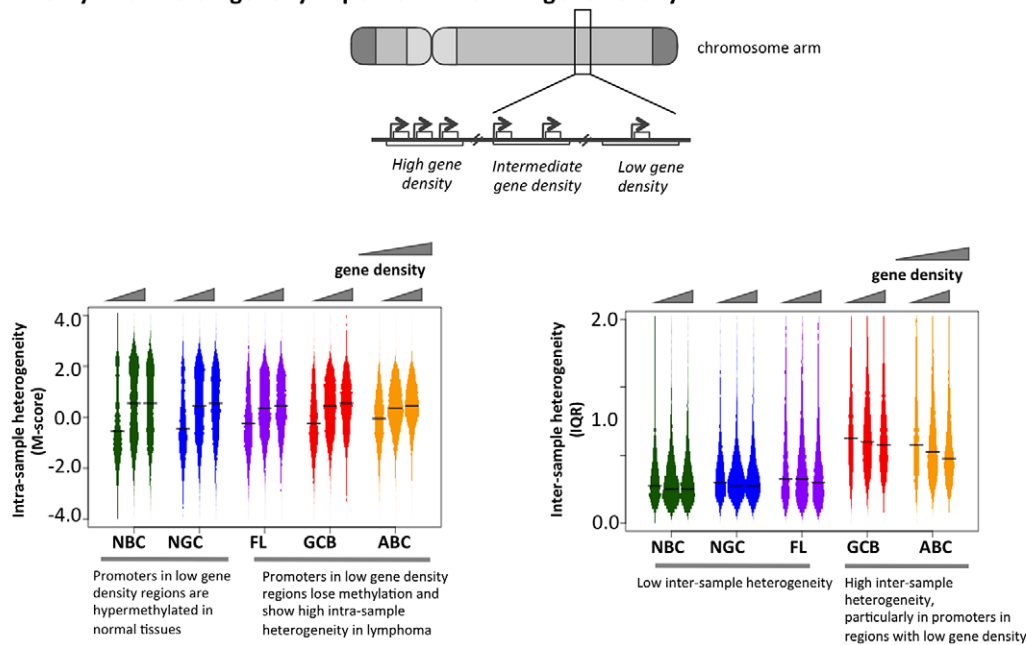 chromosome arm
High gene
density
Intermediate
gene density
Low gene
density
gene density
Intra-sample heterogeneity
(M-score)
4.0
2.0
0.0
-2.0
-4.0
NBC NGC FL GCB ABC
Promoters in low gene
density regions are
hypermethylated in
normal tissues
Promoters in low gene density
regions lose methylation and
show high intra-sample
heterogeneity in lymphoma
gene density
Inter-sample heterogeneity
(IQR)
2.0
1.0
0.0
NBC NGC FL GCB ABC
Low inter-sample heterogeneity
High inter-sample
heterogeneity,
particularly in promoters in
regions with low gene density